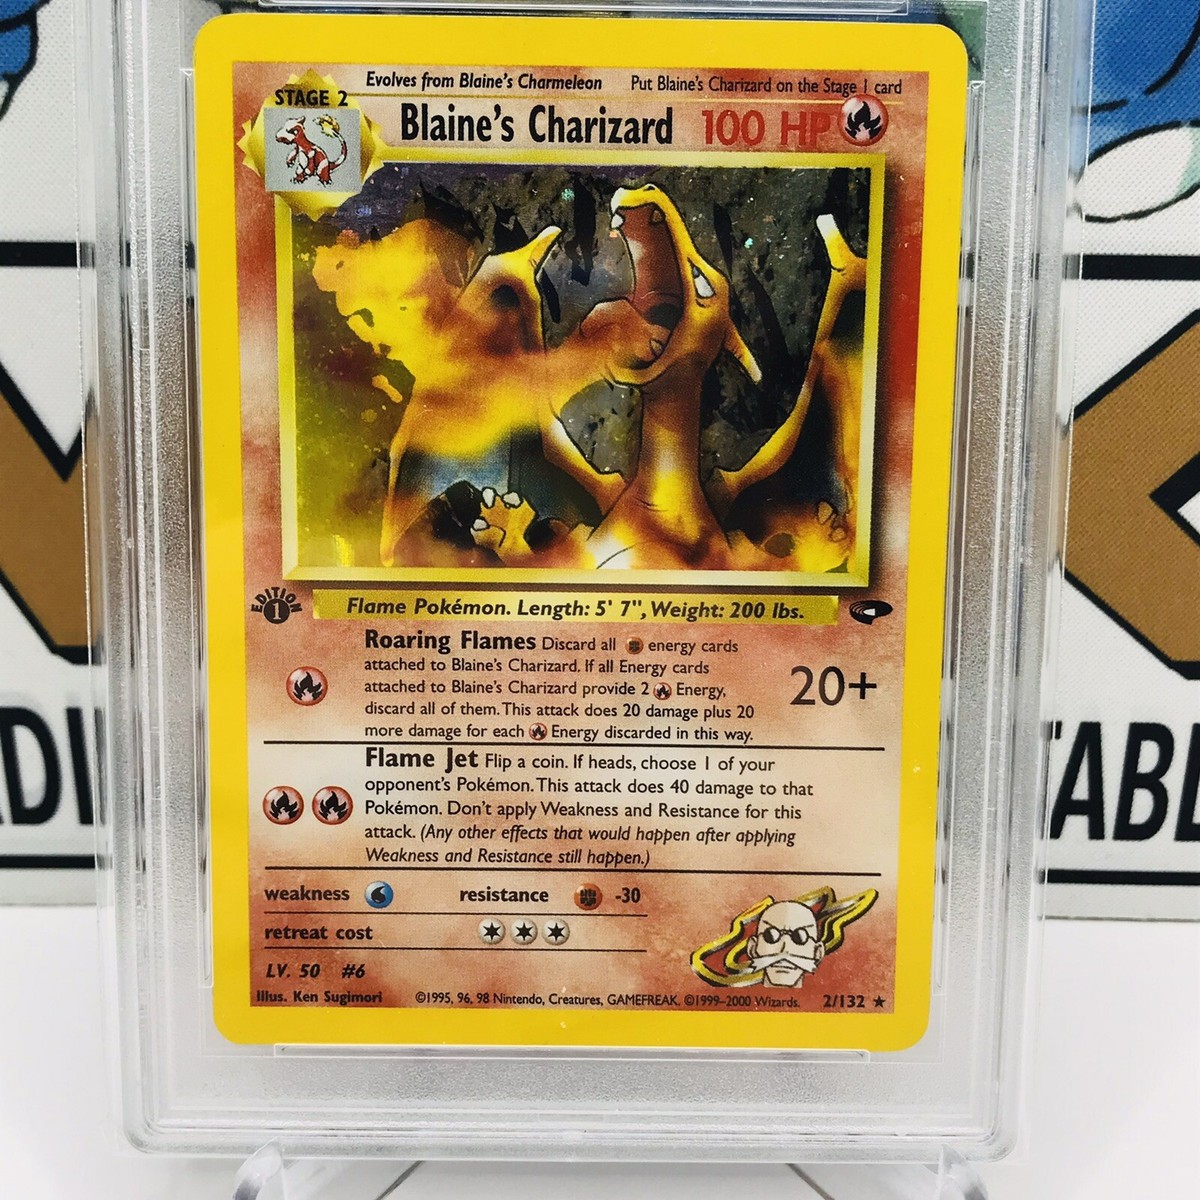 Evolves from Blaine's Charmeleon Put Blaine's Charizard on the Stage 1 card
STAGE 2
Blaine's Charizard 100 HP
EDITION
1
Flame Pokémon. Length: 5' 7", Weight: 200 lbs.
Roaring Flames Discard all energy cards
attached to Blaine's Charizard. If all Energy cards
attached to Blaine's Charizard provide 2 Energy,
discard all of them. This attack does 20 damage plus 20
more damage for each Energy discarded in this way.
20+
Flame Jet Flip a coin. If heads, choose 1 of your
opponent's Pokémon. This attack does 40 damage to that
Pokémon. Don't apply Weakness and Resistance for this
attack. (Any other effects that would happen after applying
Weakness and Resistance still happen.)
weakness resistance -30
retreat cost
LV. 50 #6
Illus. Ken Sugimori ©1995, 96, 98 Nintendo, Creatures, GAMEFREAK. ©1999-2000 Wizards. 2/132 ★